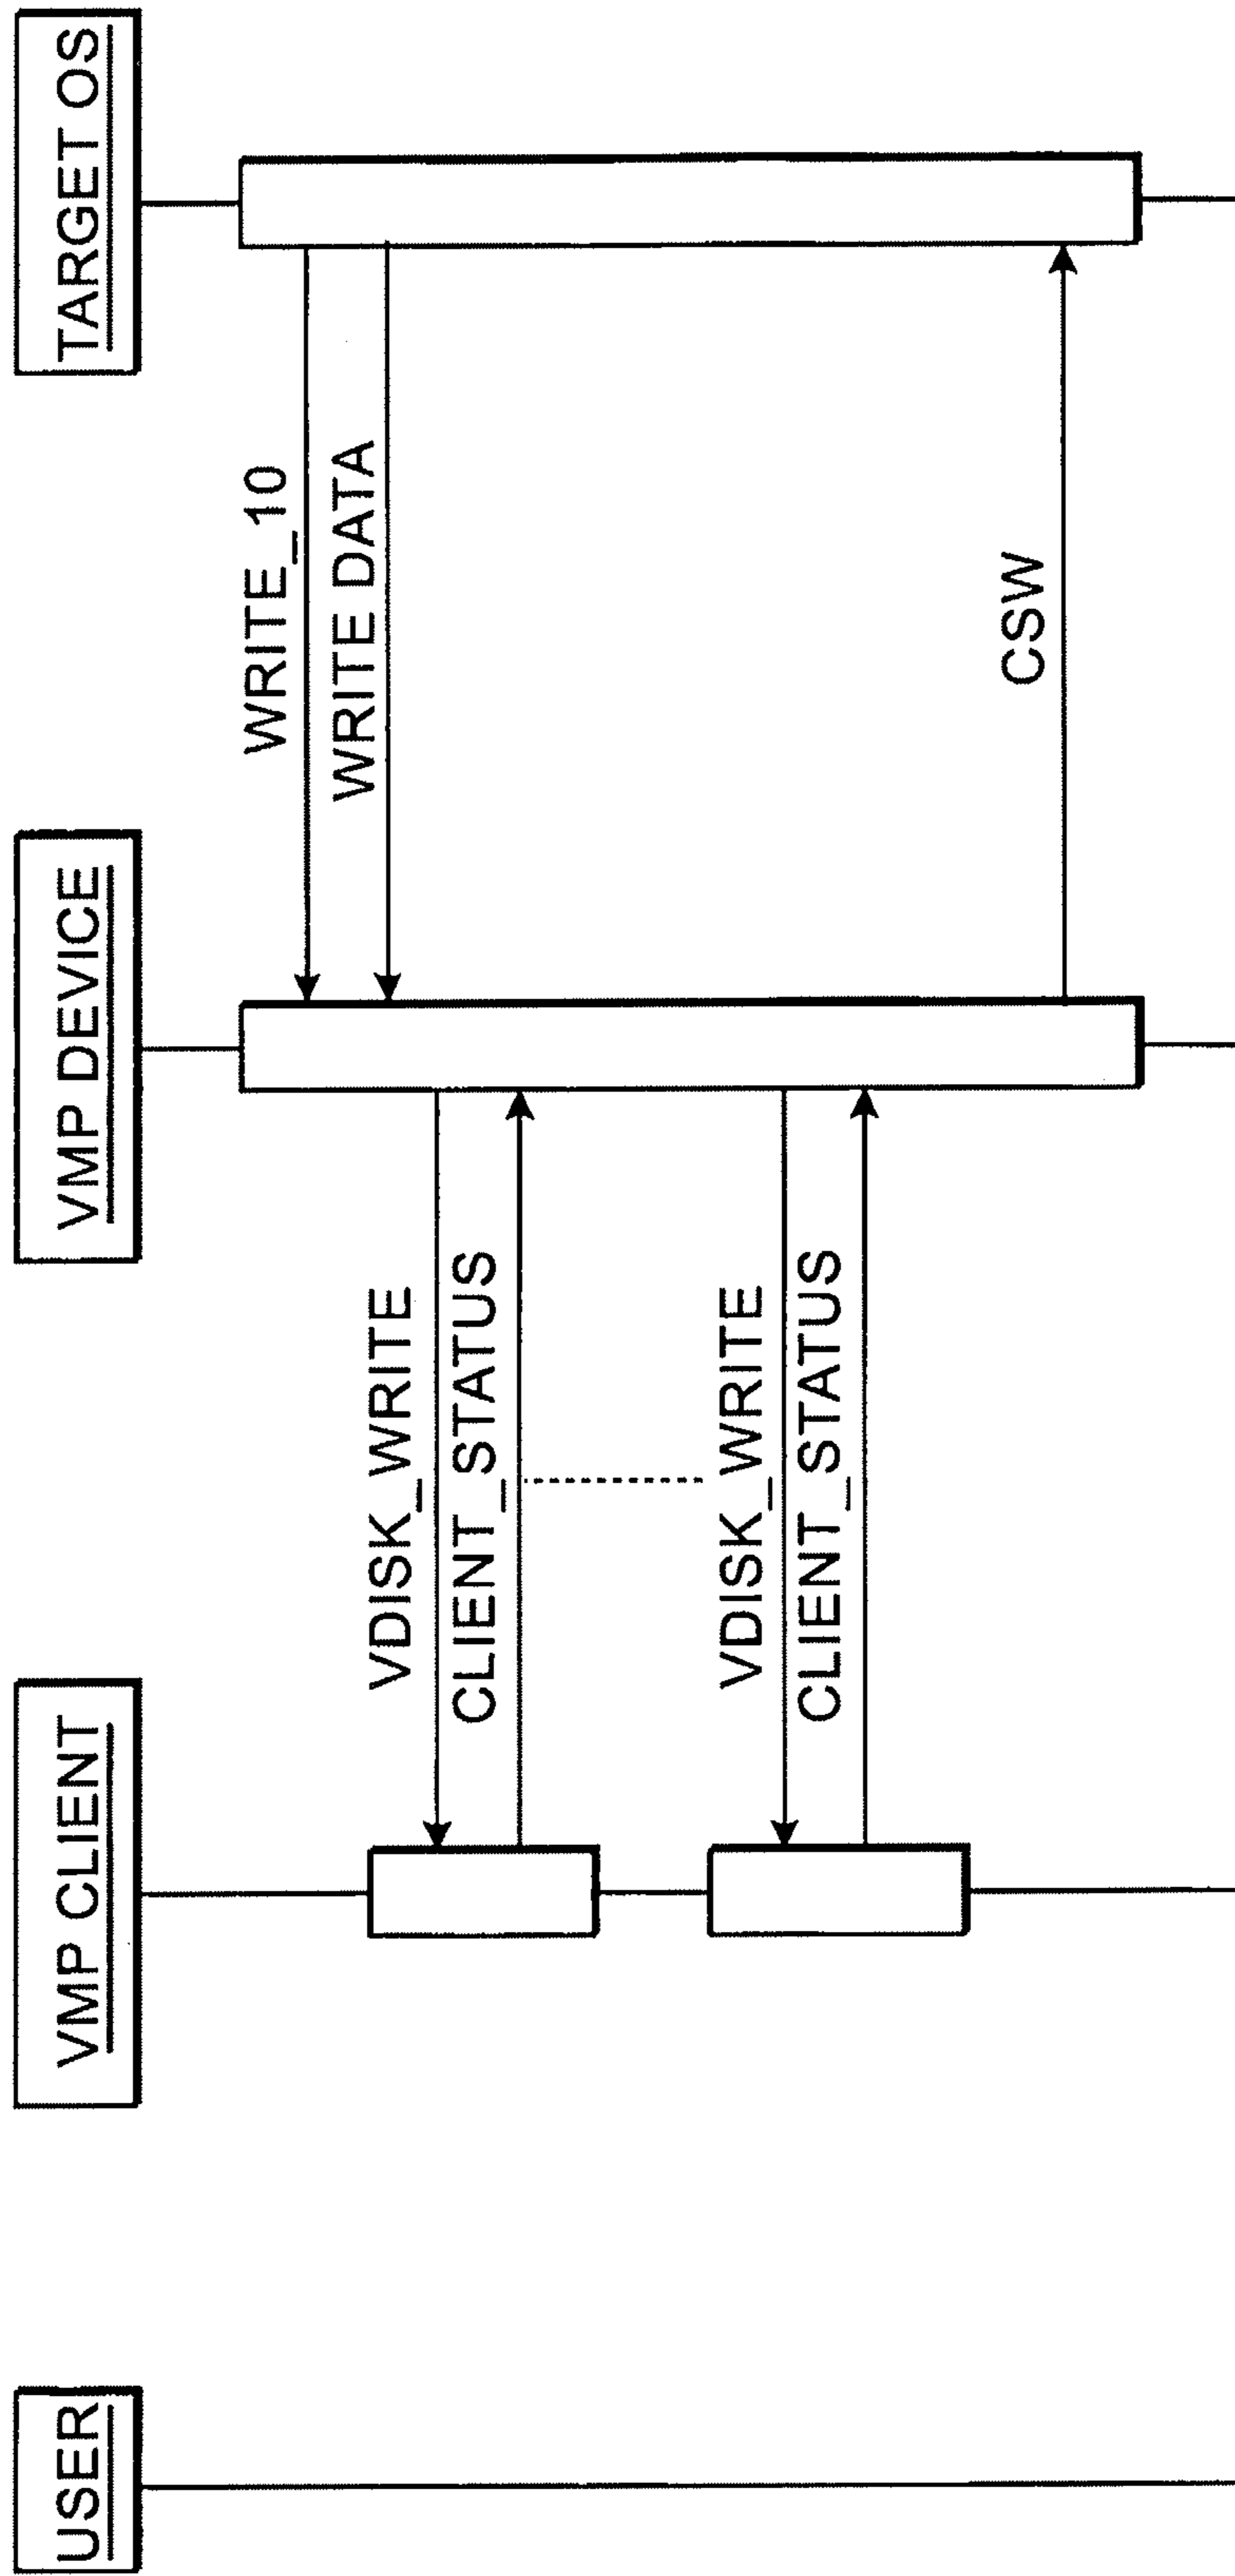 USER
VMP CLIENT
VMP DEVICE
TARGET OS
WRITE_10
WRITE DATA
VDISK_WRITE
CLIENT_STATUS
VDISK_WRITE
CLIENT_STATUS
CSW